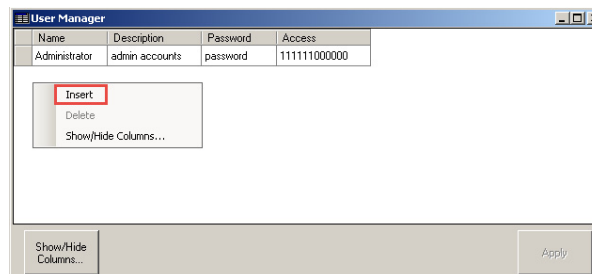 User Manager
Name Description Password Access
Administrator admin accounts password 111111000000
Insert
Delete
Show/Hide Columns...
Show/Hide
Columns...
Apply